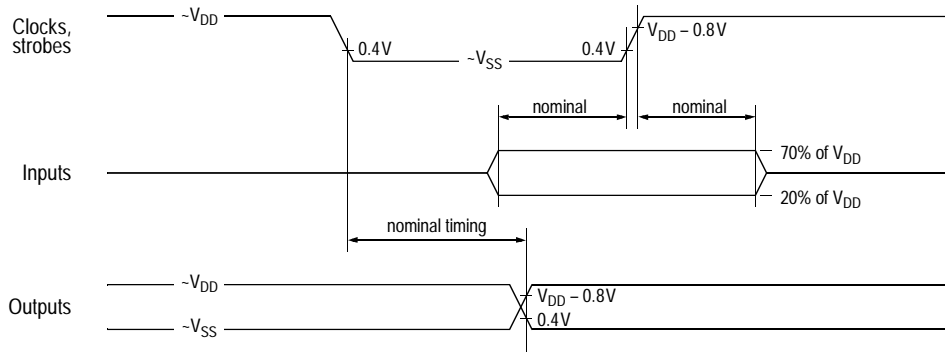 Clocks,
strobes
~VDD
0.4V
~VSS
0.4V
VDD – 0.8V
nominal
nominal
Inputs
70% of VDD
20% of VDD
nominal timing
Outputs
~VDD
~VSS
VDD – 0.8V
0.4V